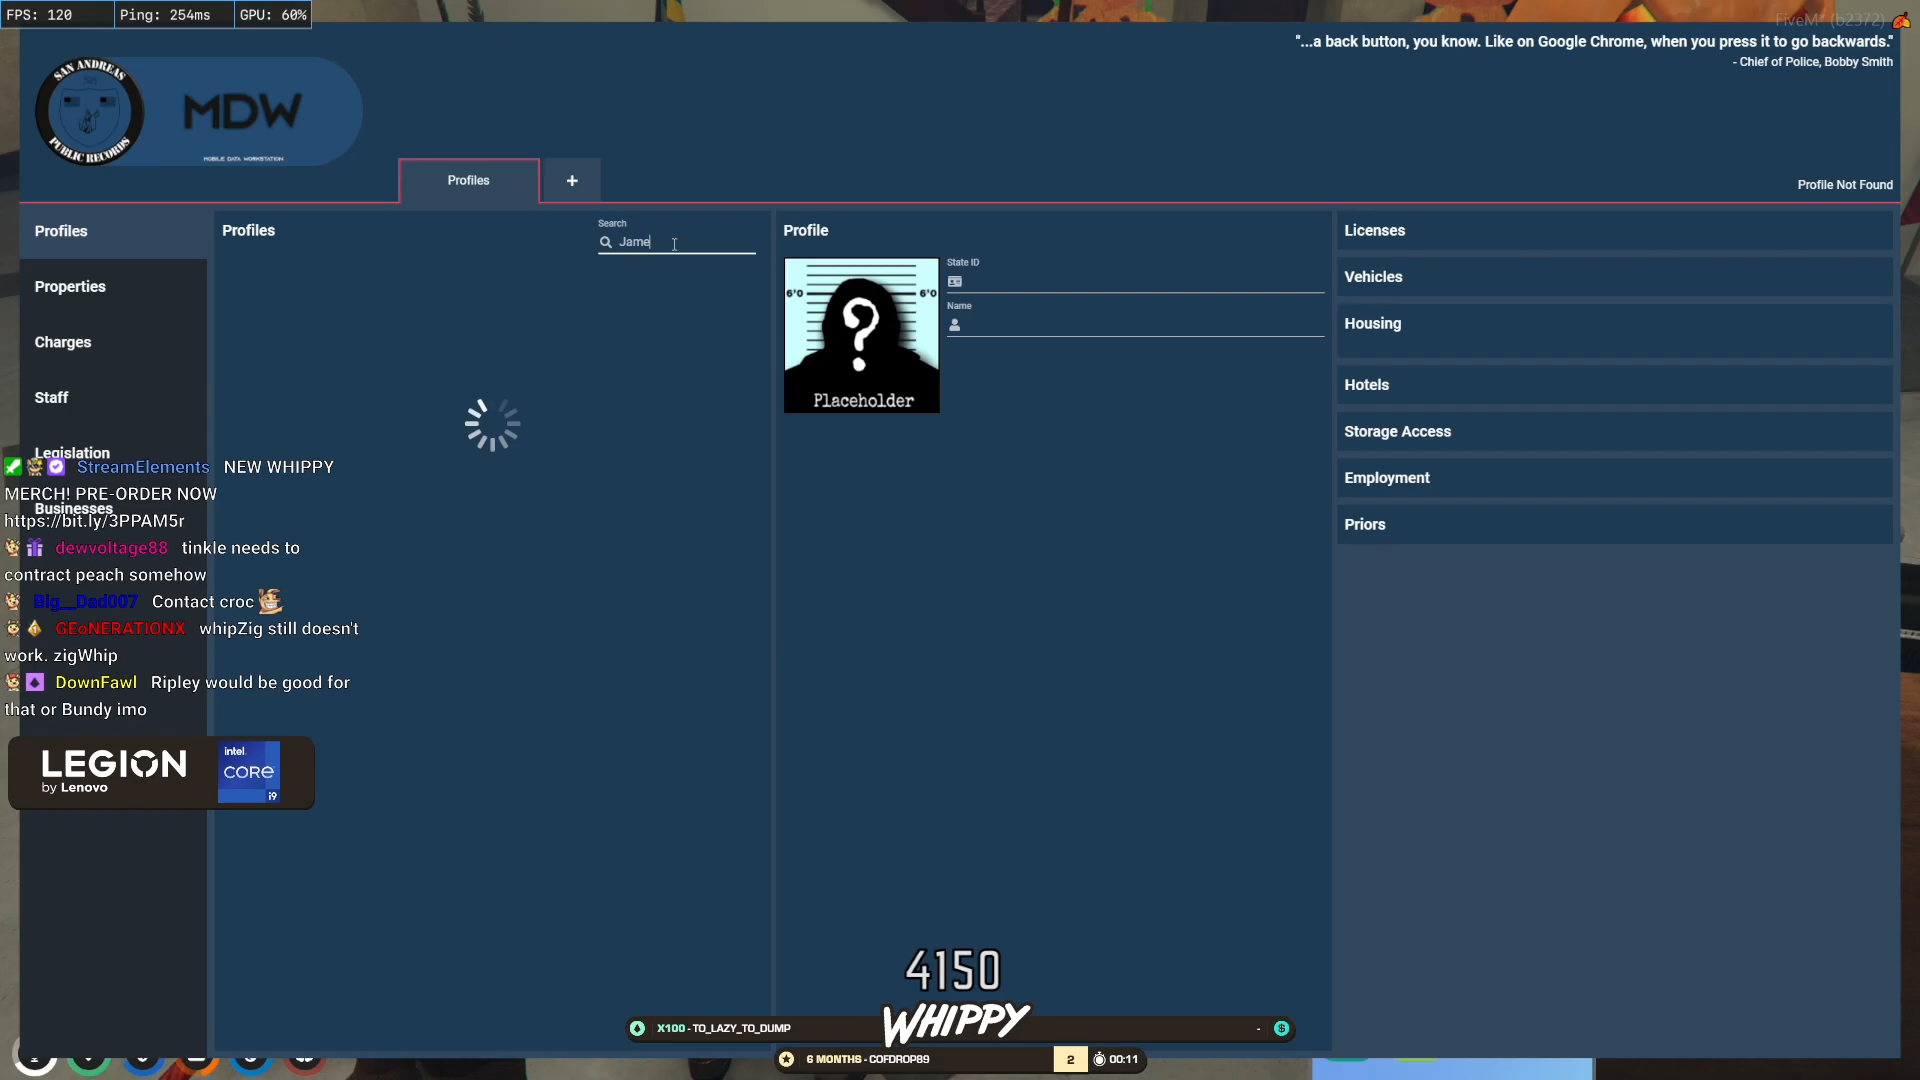 FPS: 120 Ping: 254ms GPU: 60%
FiveM* (b2372)
"...a back button, you know. Like on Google Chrome, when you press it to go backwards."
- Chief of Police, Bobby Smith
SAN ANDREAS
PUBLIC RECORDS
MDW
MOBILE DATA WORKSTATION
Profiles +
Profile Not Found
Profiles
Properties
Charges
Staff
Legislation
Businesses
Profiles
Search
Jame
Profile
6'0 6'0
Placeholder
State ID
Name
Licenses
Vehicles
Housing
Hotels
Storage Access
Employment
Priors
StreamElements NEW WHIPPY
MERCH! PRE-ORDER NOW
https://bit.ly/3PPAM5r
dewvoltage88 tinkle needs to
contract peach somehow
Big__Dad007 Contact croc
GEoNERATIONX whipZig still doesn't
work. zigWhip
DownFawl Ripley would be good for
that or Bundy imo
LEGION
by Lenovo
intel.
CORE
i9
4150
WHIPPY
X100 - TO_LAZY_TO_DUMP -
6 MONTHS - COFDROP89 2 00:11